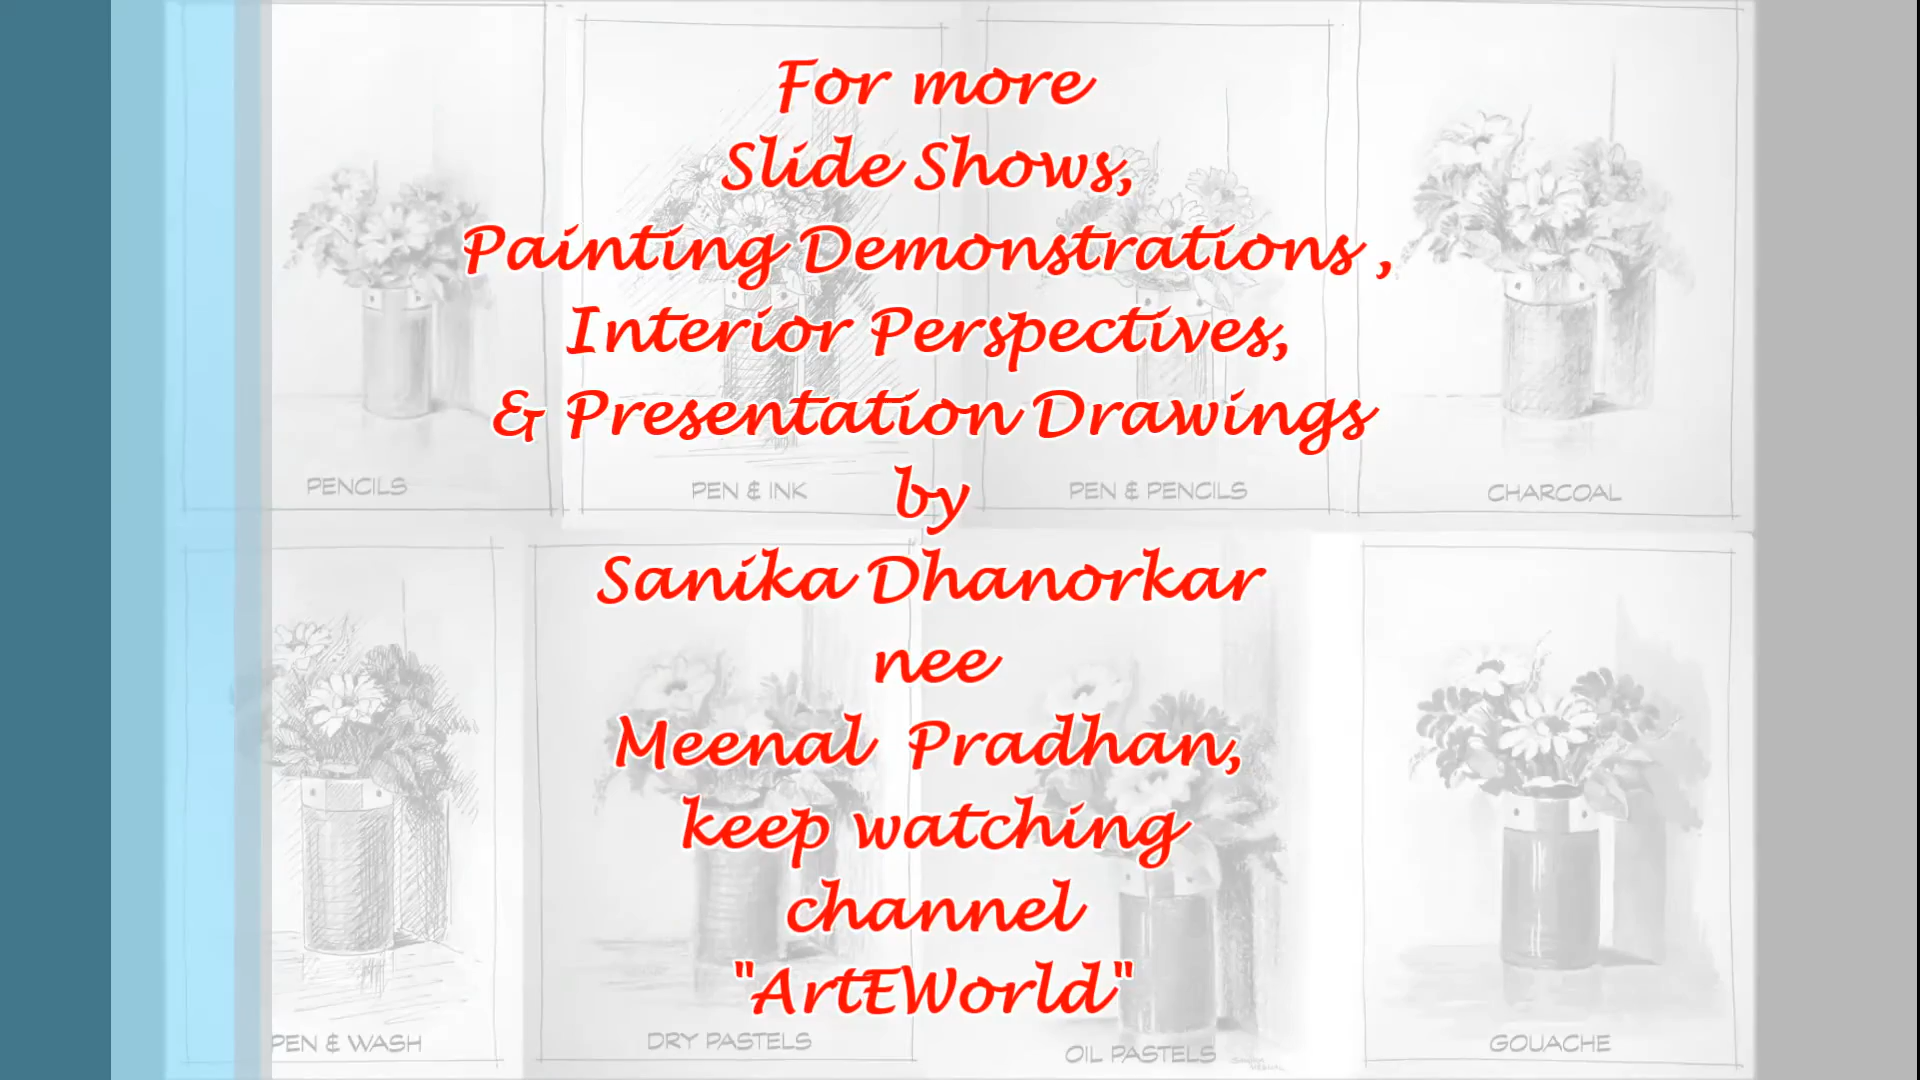 For more
Slide Shows,
Painting Demonstrations ,
Interior Perspectives,
& Presentation Drawings
by
Sanika Dhanorkar
nee
Meenal Pradhan,
keep watching
channel
"ArtEWorld"
PENCILS
PEN & INK
PEN & PENCILS
CHARCOAL
PEN & WASH
DRY PASTELS
OIL PASTELS
GOUACHE